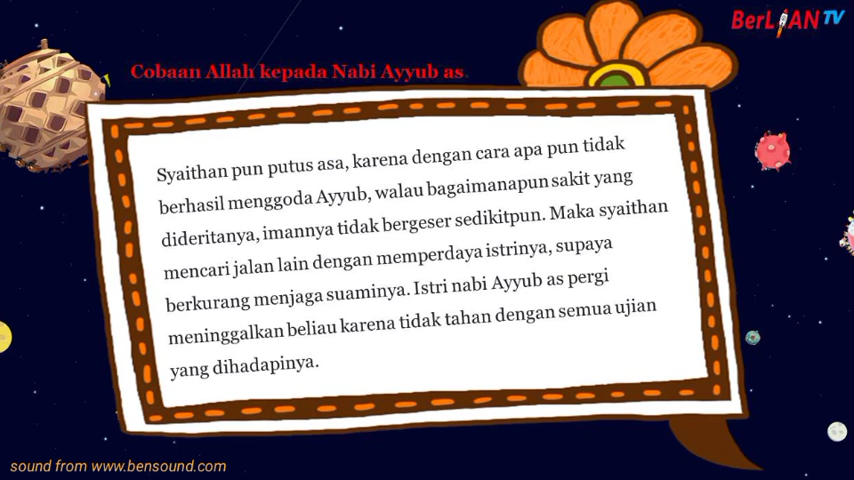 BerLIAN TV
Cobaan Allah kepada Nabi Ayyub as
Syaithan pun putus asa, karena dengan cara apa pun tidak
berhasil menggoda Ayyub, walau bagaimanapun sakit yang
dideritanya, imannya tidak bergeser sedikitpun. Maka syaithan
mencari jalan lain dengan memperdaya istrinya, supaya
berkurang menjaga suaminya. Istri nabi Ayyub as pergi
meninggalkan beliau karena tidak tahan dengan semua ujian
yang dihadapinya.
sound from www.bensound.com